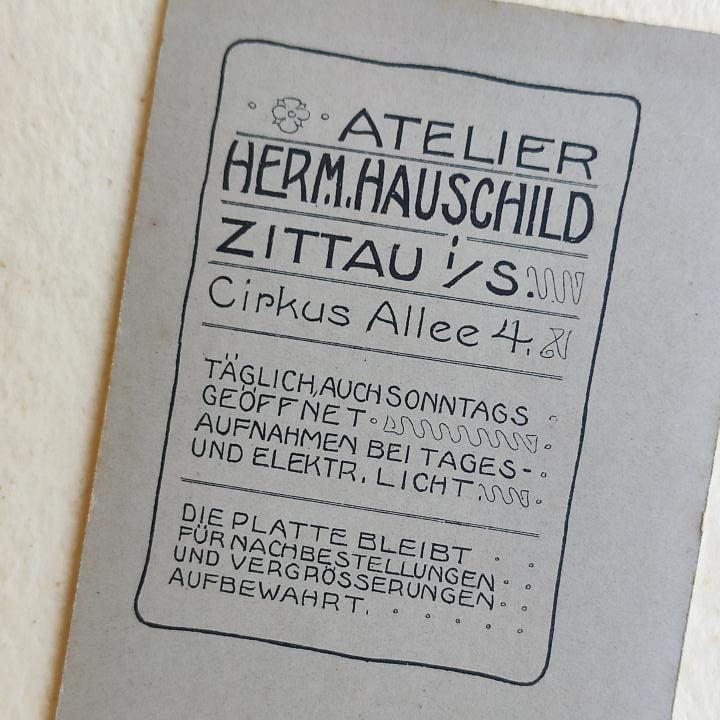 ATELIER
HERM. HAUSCHILD
ZITTAU i/S.
Cirkus Allee 4.
TÄGLICH, AUCH SONNTAGS
GEÖFFNET.
AUFNAHMEN BEI TAGES-
UND ELEKTR. LICHT.
DIE PLATTE BLEIBT
FÜR NACHBESTELLUNGEN
UND VERGRÖSSERUNGEN
AUFBEWAHRT.